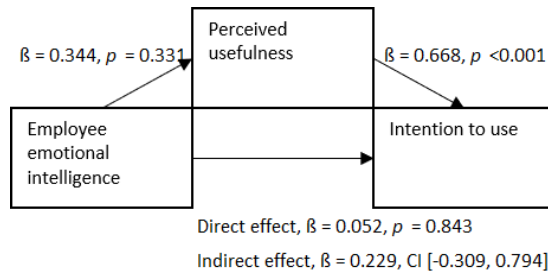 Perceived
usefulness
ß = 0.344, p = 0.331
ß = 0.668, p <0.001
Employee
emotional
intelligence
Intention to use
Direct effect, ß = 0.052, p = 0.843
Indirect effect, ß = 0.229, CI [-0.309, 0.794]